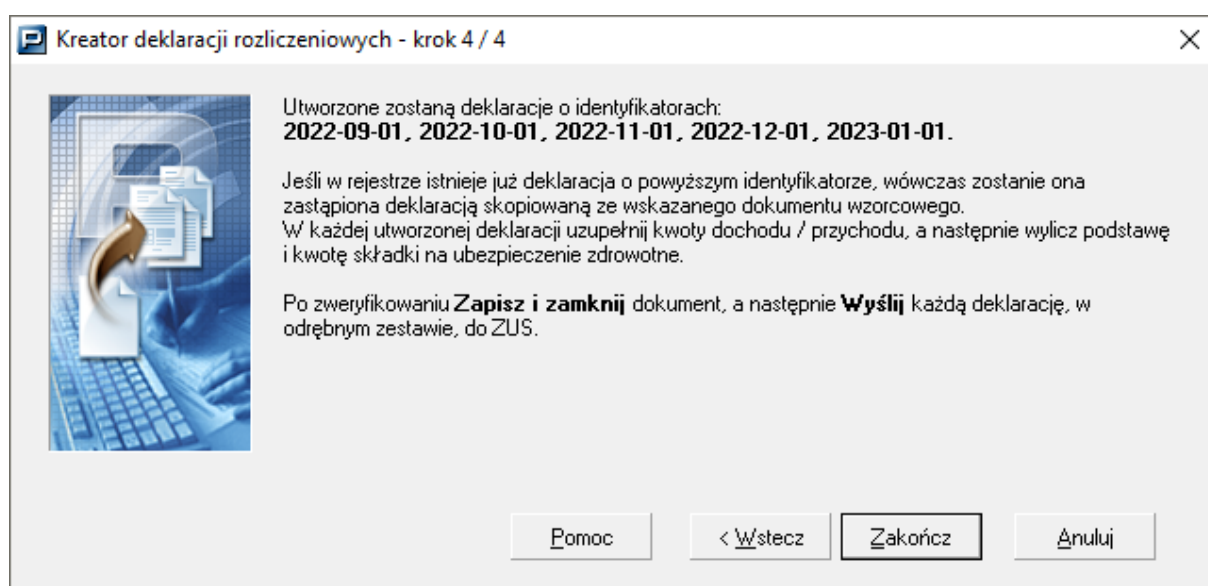 Kreator deklaracji rozliczeniowych - krok 4 / 4
Utworzone zostaną deklaracje o identyfikatorach:
2022-09-01, 2022-10-01, 2022-11-01, 2022-12-01, 2023-01-01.
Jeśli w rejestrze istnieje już deklaracja o powyższym identyfikatorze, wówczas zostanie ona
zastąpiona deklaracją skopiowaną ze wskazanego dokumentu wzorcowego.
W każdej utworzonej deklaracji uzupełnij kwoty dochodu / przychodu, a następnie wylicz podstawę
i kwotę składki na ubezpieczenie zdrowotne.
Po zweryfikowaniu Zapisz i zamknij dokument, a następnie Wyślij każdą deklarację, w
odrębnym zestawie, do ZUS.
Pomoc
< Wstecz
Zakończ
Anuluj